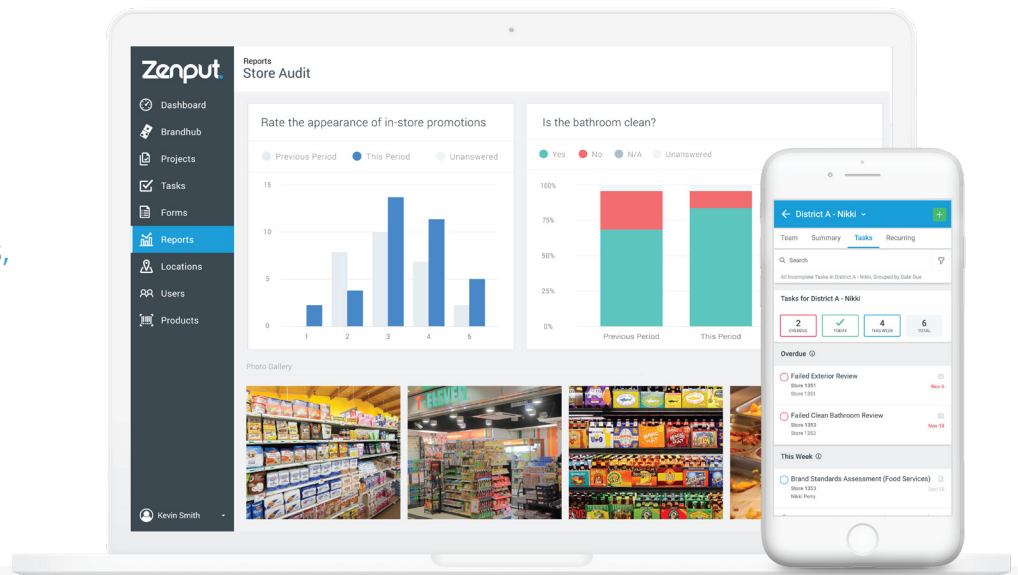 Zenput
Dashboard
Brandhub
Projects
Tasks
Forms
Reports
Locations
Users
Products
Kevin Smith
Reports
Store Audit
Rate the appearance of in-store promotions
Previous Period This Period Unanswered
15
10
5
0
1 2 3 4 5
Is the bathroom clean?
Yes No N/A Unanswered
100%
75%
50%
25%
0%
Previous Period This Period
Photo Gallery
ELEVEN
District A - Nikki
Team Summary Tasks Recurring
Search
All Incomplete Tasks in District A - Nikki, Grouped by Date Due
Tasks for District A - Nikki
2 4 6
OVERDUE TODAY THIS WEEK TOTAL
Overdue
Failed Exterior Review
Store 1351 Nov 5
Store 1351
Failed Clean Bathroom Review
Store 1353 Nov 18
Store 1353
This Week
Brand Standards Assessment (Food Services)
Store 1353
Nikki Perry